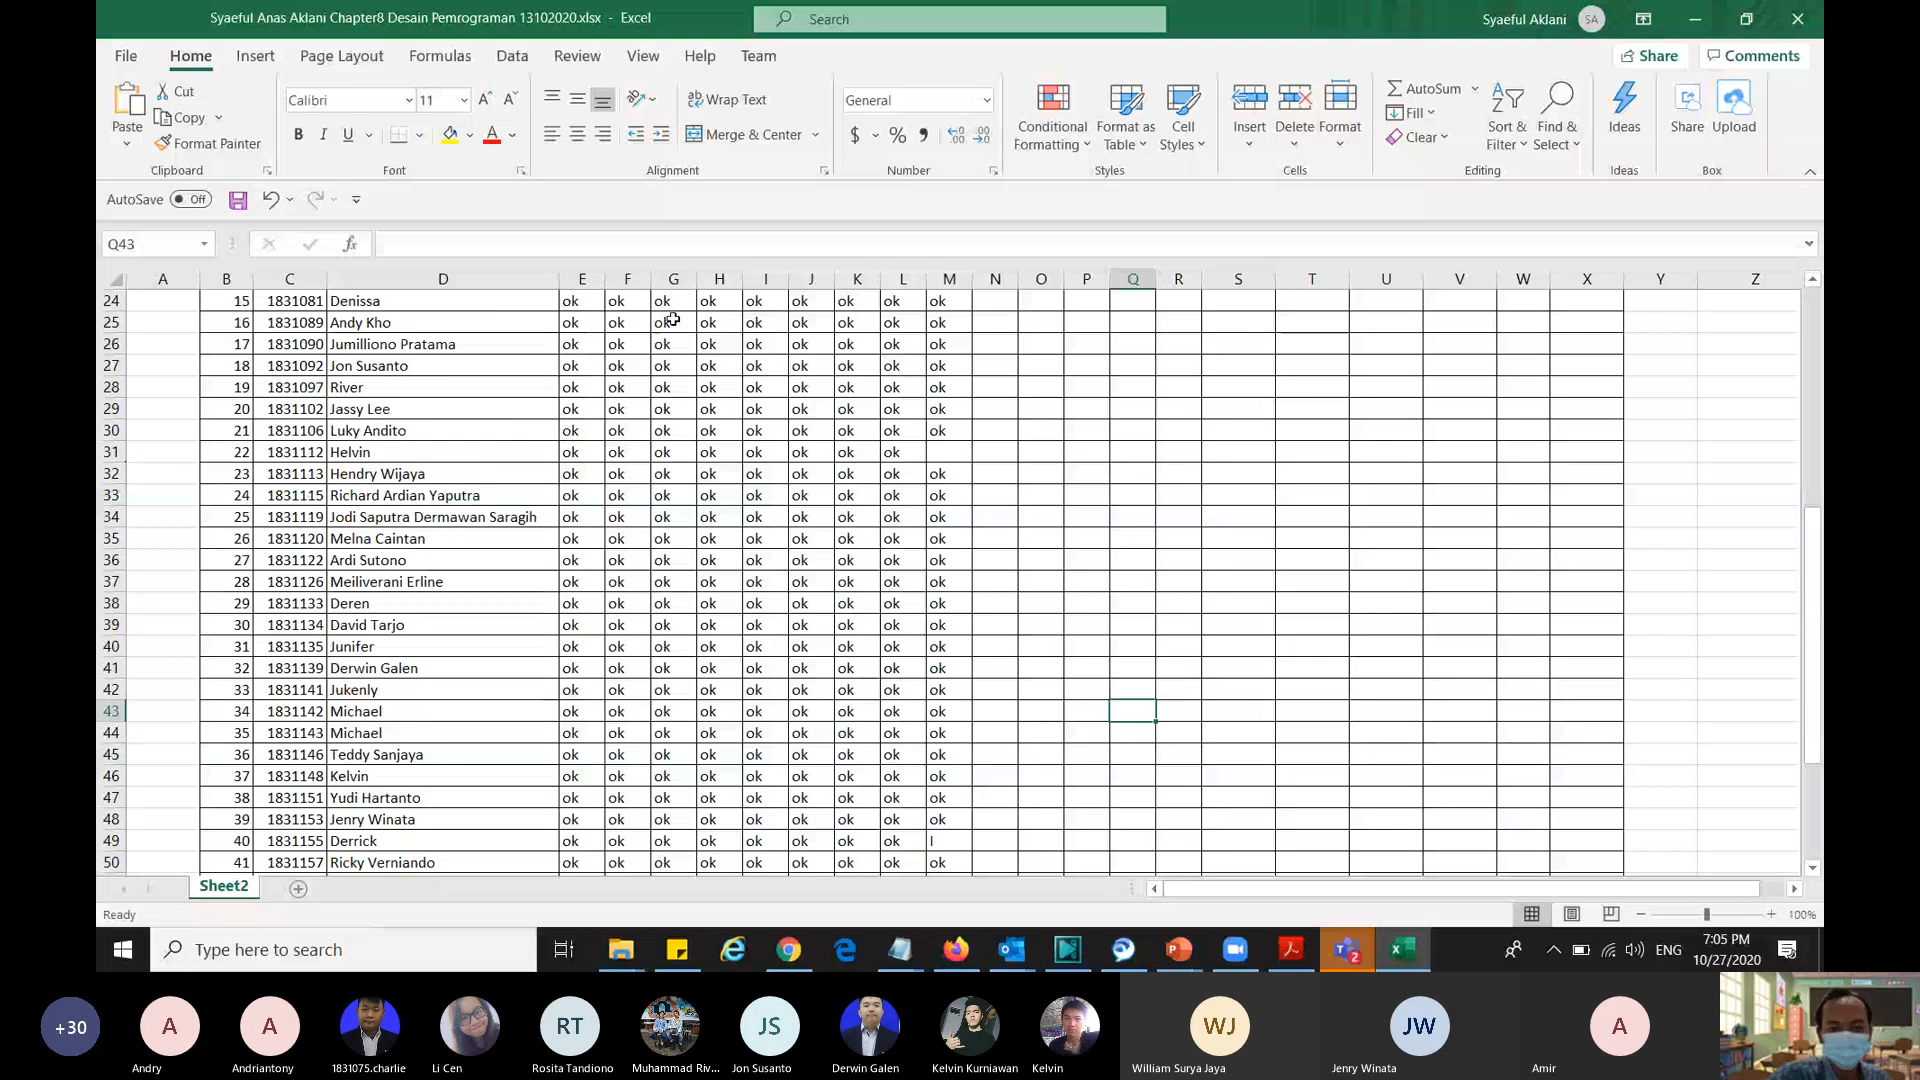 Syaeful Anas Aklani Chapter8 Desain Pemrograman 13102020.xlsx - Excel
Search
Syaeful Aklani
SA
File Home Insert Page Layout Formulas Data Review View Help Team
Share
Comments
Paste
Cut
Copy
Format Painter
Clipboard
Calibri
11
B I U
Font
Wrap Text
Merge & Center
Alignment
General
$ % ,
Number
Conditional Formatting
Format as Table
Cell Styles
Styles
Insert
Delete
Format
Cells
AutoSum
Fill
Clear
Sort & Filter
Find & Select
Editing
Ideas
Ideas
Share
Upload
Box
AutoSave Off
Q43
fx
A B C D E F G H I J K L M N O P Q R S T U V W X Y Z
24 15 1831081 Denissa ok ok ok ok ok ok ok ok ok
25 16 1831089 Andy Kho ok ok ok ok ok ok ok ok ok
26 17 1831090 Jumilliono Pratama ok ok ok ok ok ok ok ok ok
27 18 1831092 Jon Susanto ok ok ok ok ok ok ok ok ok
28 19 1831097 River ok ok ok ok ok ok ok ok ok
29 20 1831102 Jassy Lee ok ok ok ok ok ok ok ok ok
30 21 1831106 Luky Andito ok ok ok ok ok ok ok ok ok
31 22 1831112 Helvin ok ok ok ok ok ok ok ok
32 23 1831113 Hendry Wijaya ok ok ok ok ok ok ok ok ok
33 24 1831115 Richard Ardian Yaputra ok ok ok ok ok ok ok ok ok
34 25 1831119 Jodi Saputra Dermawan Saragih ok ok ok ok ok ok ok ok ok
35 26 1831120 Melna Caintan ok ok ok ok ok ok ok ok ok
36 27 1831122 Ardi Sutono ok ok ok ok ok ok ok ok ok
37 28 1831126 Meiliverani Erline ok ok ok ok ok ok ok ok ok
38 29 1831133 Deren ok ok ok ok ok ok ok ok ok
39 30 1831134 David Tarjo ok ok ok ok ok ok ok ok ok
40 31 1831135 Junifer ok ok ok ok ok ok ok ok ok
41 32 1831139 Derwin Galen ok ok ok ok ok ok ok ok ok
42 33 1831141 Jukenly ok ok ok ok ok ok ok ok ok
43 34 1831142 Michael ok ok ok ok ok ok ok ok ok
44 35 1831143 Michael ok ok ok ok ok ok ok ok ok
45 36 1831146 Teddy Sanjaya ok ok ok ok ok ok ok ok ok
46 37 1831148 Kelvin ok ok ok ok ok ok ok ok ok
47 38 1831151 Yudi Hartanto ok ok ok ok ok ok ok ok ok
48 39 1831153 Jenry Winata ok ok ok ok ok ok ok ok ok
49 40 1831155 Derrick ok ok ok ok ok ok ok ok I
50 41 1831157 Ricky Verniando ok ok ok ok ok ok ok ok ok
Sheet2
Ready
100%
Type here to search
2
ENG
7:05 PM
10/27/2020
+30
A
A
RT
JS
WJ
JW
A
Andry
Andriantony
1831075.charlie
Li Cen
Rosita Tandiono
Muhammad Riv...
Jon Susanto
Derwin Galen
Kelvin Kurniawan
Kelvin
William Surya Jaya
Jenry Winata
Amir